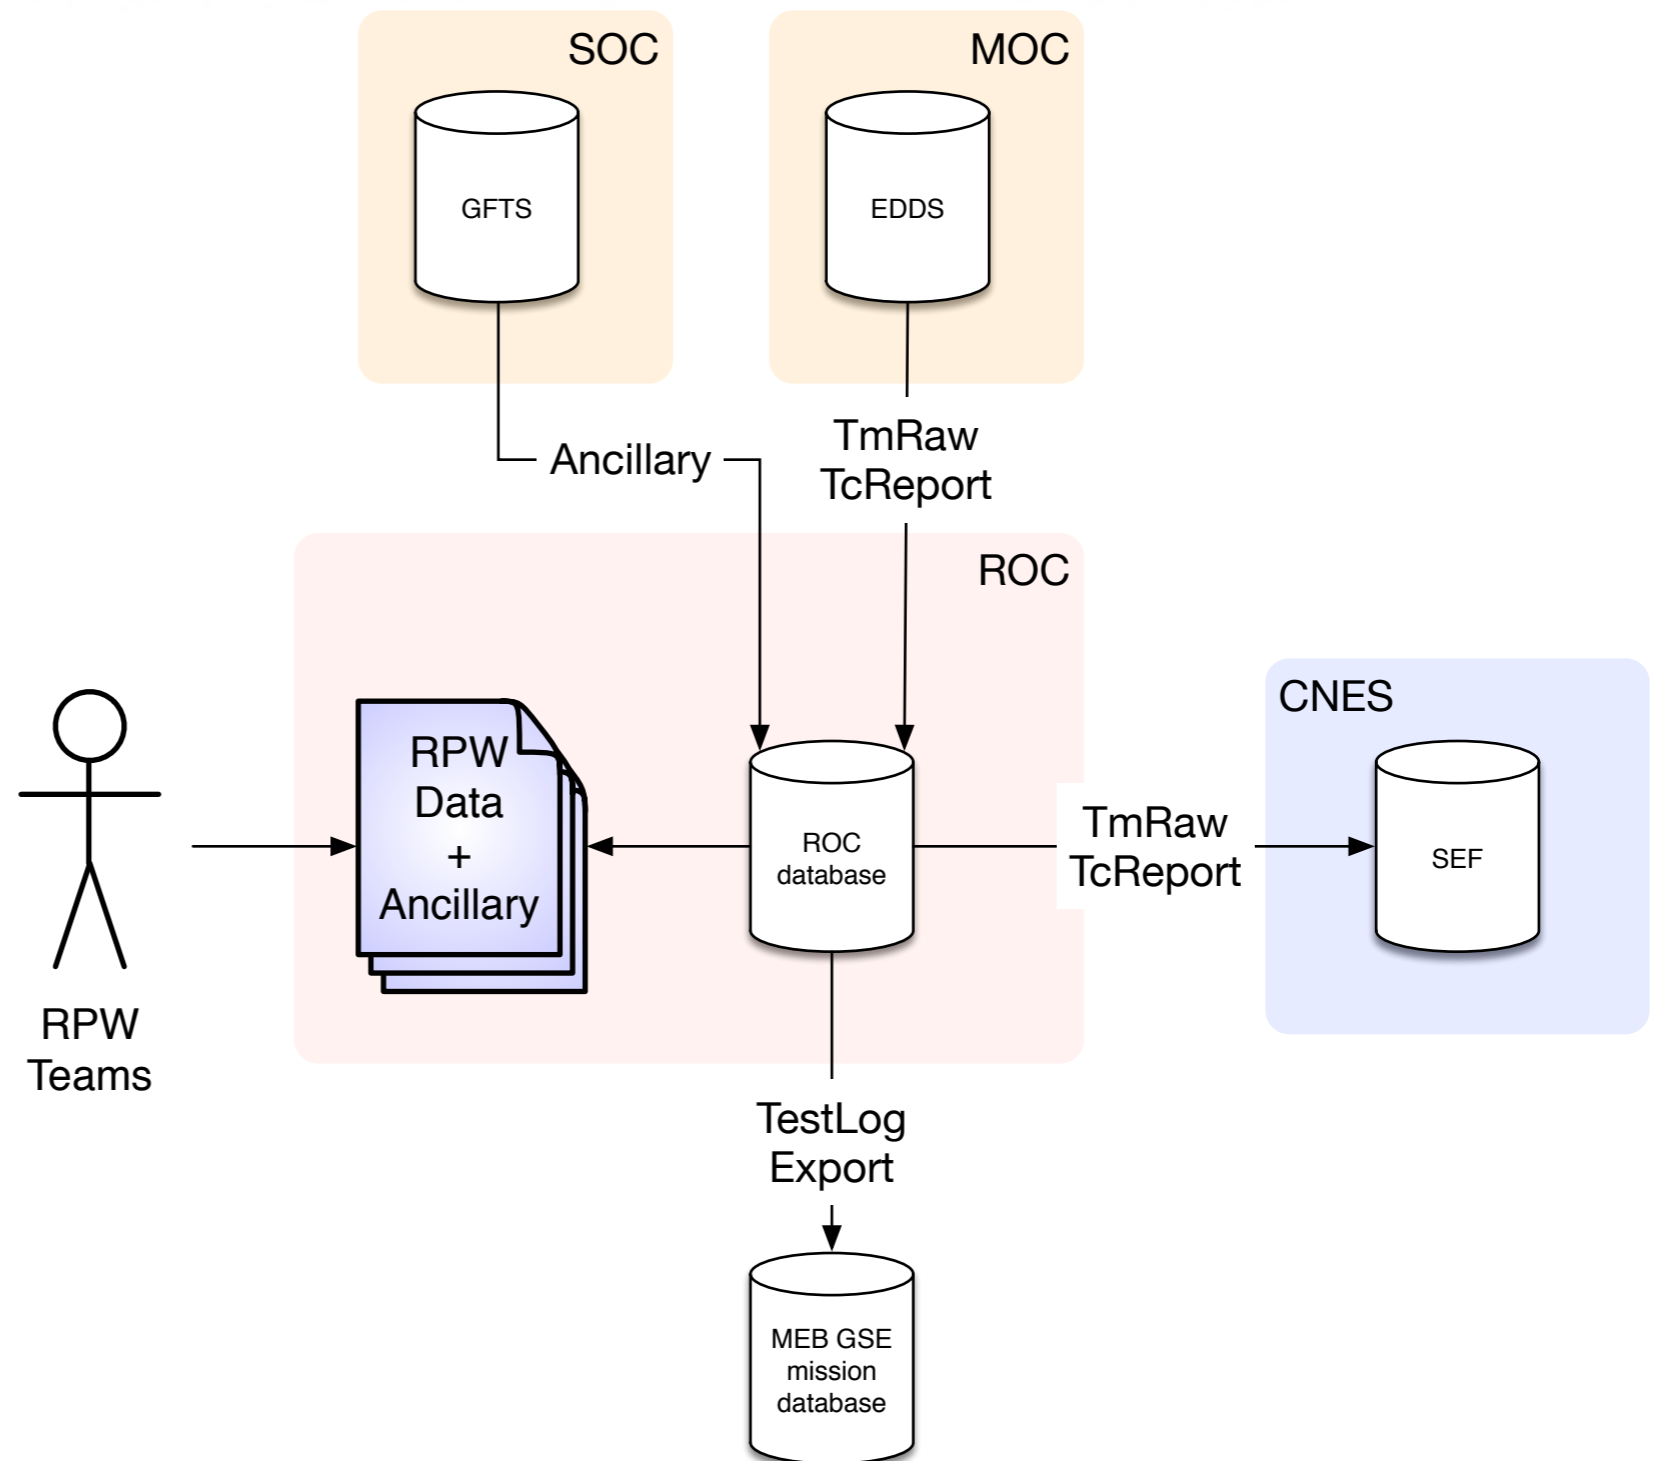 SOC
MOC
GFTS
EDDS
Ancillary
TmRaw
TcReport
ROC
CNES
RPW
Data
+
Ancillary
ROC
database
TmRaw
TcReport
SEF
RPW
Teams
TestLog
Export
MEB GSE
mission
database